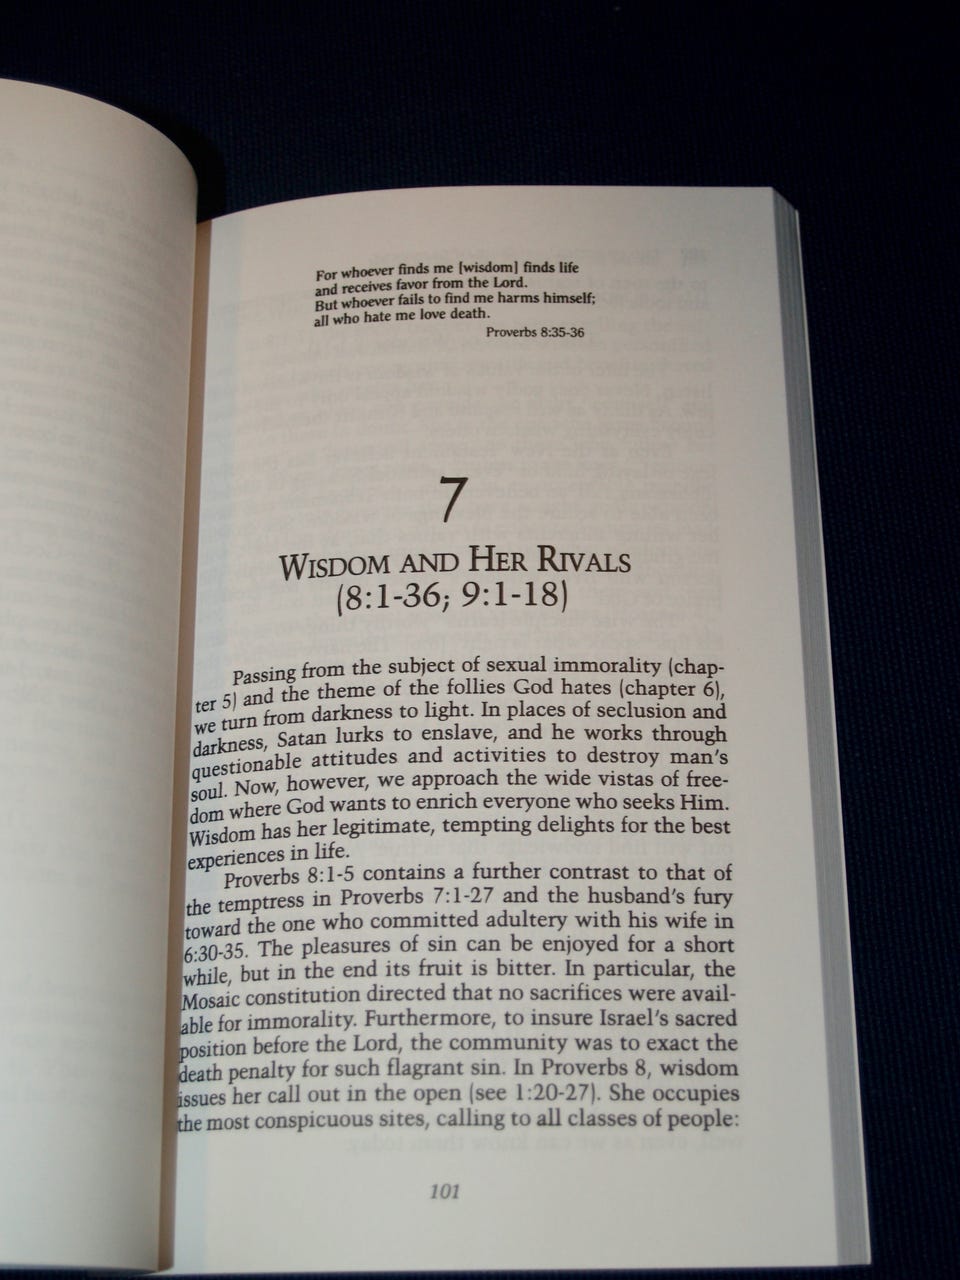 For whoever finds me [wisdom] finds life
and receives favor from the Lord.
But whoever fails to find me harms himself;
all who hate me love death.
Proverbs 8:35-36
7
WISDOM AND HER RIVALS
(8:1-36; 9:1-18)
Passing from the subject of sexual immorality (chap-
ter 5) and the theme of the follies God hates (chapter 6),
we turn from darkness to light. In places of seclusion and
darkness, Satan lurks to enslave, and he works through
questionable attitudes and activities to destroy man's
soul. Now, however, we approach the wide vistas of free-
dom where God wants to enrich everyone who seeks Him.
Wisdom has her legitimate, tempting delights for the best
experiences in life.
Proverbs 8:1-5 contains a further contrast to that of
the temptress in Proverbs 7:1-27 and the husband's fury
toward the one who committed adultery with his wife in
6:30-35. The pleasures of sin can be enjoyed for a short
while, but in the end its fruit is bitter. In particular, the
Mosaic constitution directed that no sacrifices were avail-
able for immorality. Furthermore, to insure Israel's sacred
position before the Lord, the community was to exact the
death penalty for such flagrant sin. In Proverbs 8, wisdom
issues her call out in the open (see 1:20-27). She occupies
the most conspicuous sites, calling to all classes of people:
101